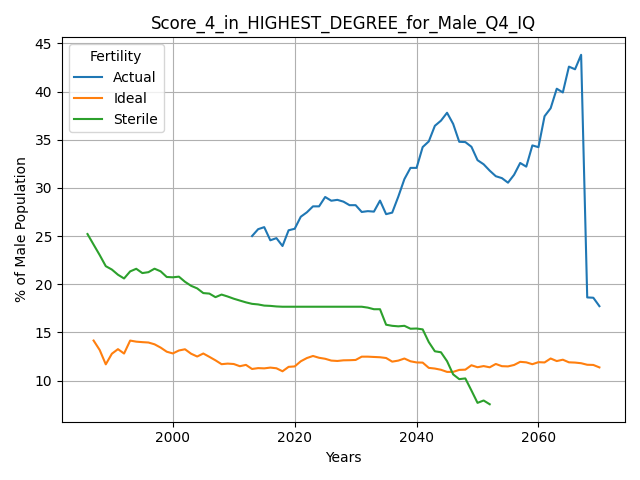 Score_4_in_HIGHEST_DEGREE_for_Male_Q4_IQ
Fertility
Actual
Ideal
Sterile
% of Male Population
45
40
35
30
25
20
15
10
2000
2020
2040
2060
Years